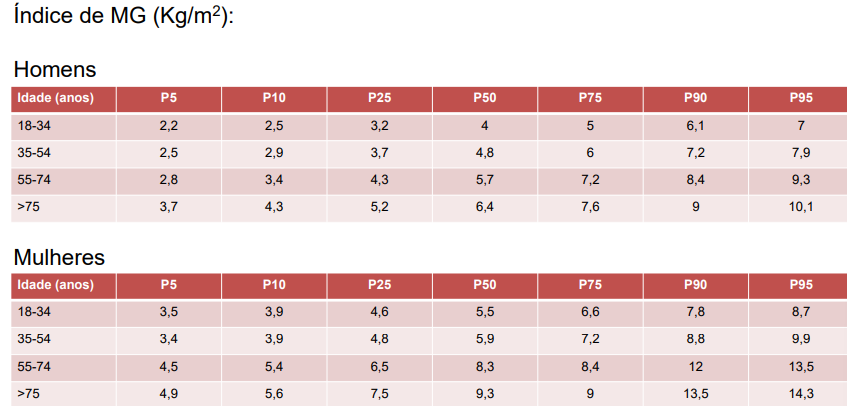 Índice de MG (Kg/m²):
Homens
Idade (anos) P5 P10 P25 P50 P75 P90 P95
18-34 2,2 2,5 3,2 4 5 6,1 7
35-54 2,5 2,9 3,7 4,8 6 7,2 7,9
55-74 2,8 3,4 4,3 5,7 7,2 8,4 9,3
>75 3,7 4,3 5,2 6,4 7,6 9 10,1
Mulheres
Idade (anos) P5 P10 P25 P50 P75 P90 P95
18-34 3,5 3,9 4,6 5,5 6,6 7,8 8,7
35-54 3,4 3,9 4,8 5,9 7,2 8,8 9,9
55-74 4,5 5,4 6,5 8,3 8,4 12 13,5
>75 4,9 5,6 7,5 9,3 9 13,5 14,3